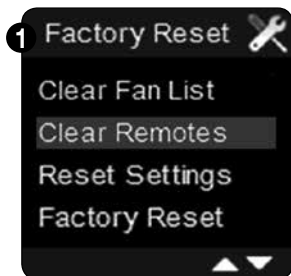 1
Factory Reset
Clear Fan List
Clear Remotes
Reset Settings
Factory Reset